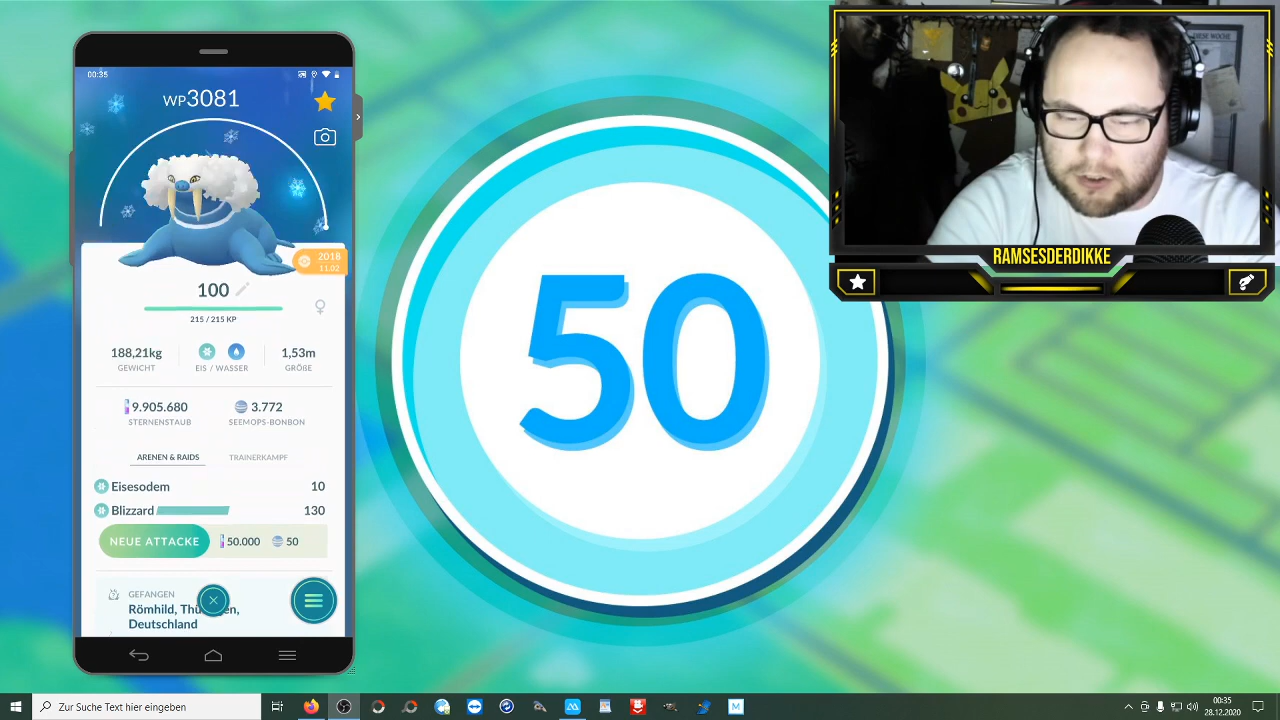 00:35
WP3081
2018
11.02
100
215 / 215 KP
188,21kg
GEWICHT
EIS / WASSER
1,53m
GRÖßE
9.905.680
STERNENSTAUB
3.772
SEEMOPS-BONBON
ARENEN & RAIDS
TRAINERKAMPF
Eisesodem 10
Blizzard 130
NEUE ATTACKE 50.000 50
GEFANGEN
Römhild,
Deutschland
50
DIESE WOCHE
RAMSESDERDIKKE
Zur Suche Text hier eingeben
M
00:35
28.12.2020